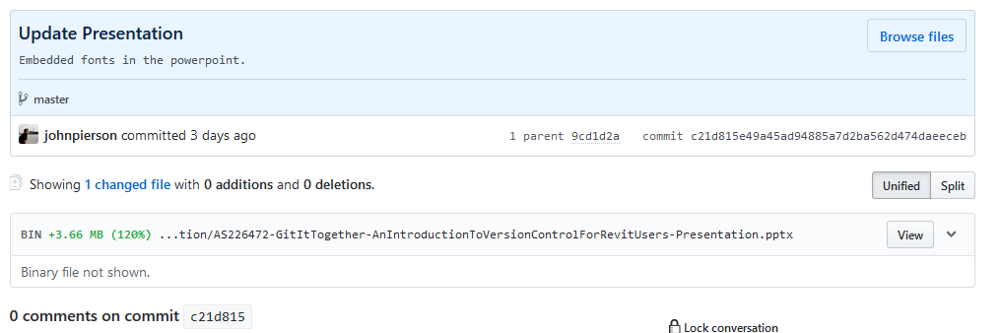 Update Presentation
Browse files
Embedded fonts in the powerpoint.
master
johnpierson committed 3 days ago 1 parent 9cd1d2a commit c21d815e49a45ad94885a7d2ba562d474daeeceb
Showing 1 changed file with 0 additions and 0 deletions.
Unified Split
BIN +3.66 MB (120%) ...tion/AS226472-GitItTogether-AnIntroductionToVersionControlForRevitUsers-Presentation.pptx
View
Binary file not shown.
0 comments on commit c21d815
Lock conversation